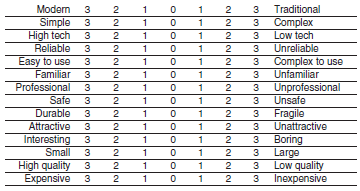 Modern 3 2 1 0 1 2 3 Traditional
Simple 3 2 1 0 1 2 3 Complex
High tech 3 2 1 0 1 2 3 Low tech
Reliable 3 2 1 0 1 2 3 Unreliable
Easy to use 3 2 1 0 1 2 3 Complex to use
Familiar 3 2 1 0 1 2 3 Unfamiliar
Professional 3 2 1 0 1 2 3 Unprofessional
Safe 3 2 1 0 1 2 3 Unsafe
Durable 3 2 1 0 1 2 3 Fragile
Attractive 3 2 1 0 1 2 3 Unattractive
Interesting 3 2 1 0 1 2 3 Boring
Small 3 2 1 0 1 2 3 Large
High quality 3 2 1 0 1 2 3 Low quality
Expensive 3 2 1 0 1 2 3 Inexpensive